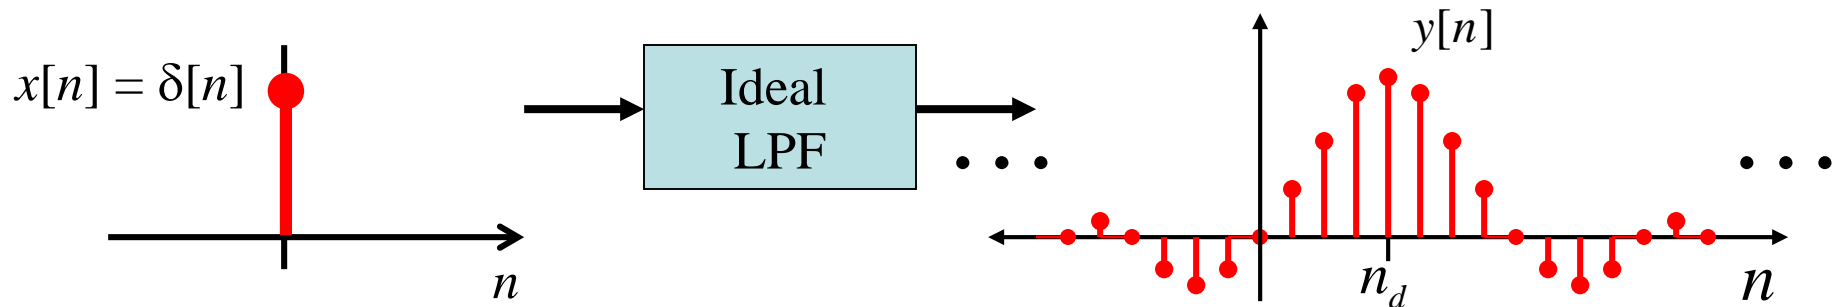 x[n] = δ[n]
n
Ideal
LPF
• • •
y[n]
n_d
n
• • •